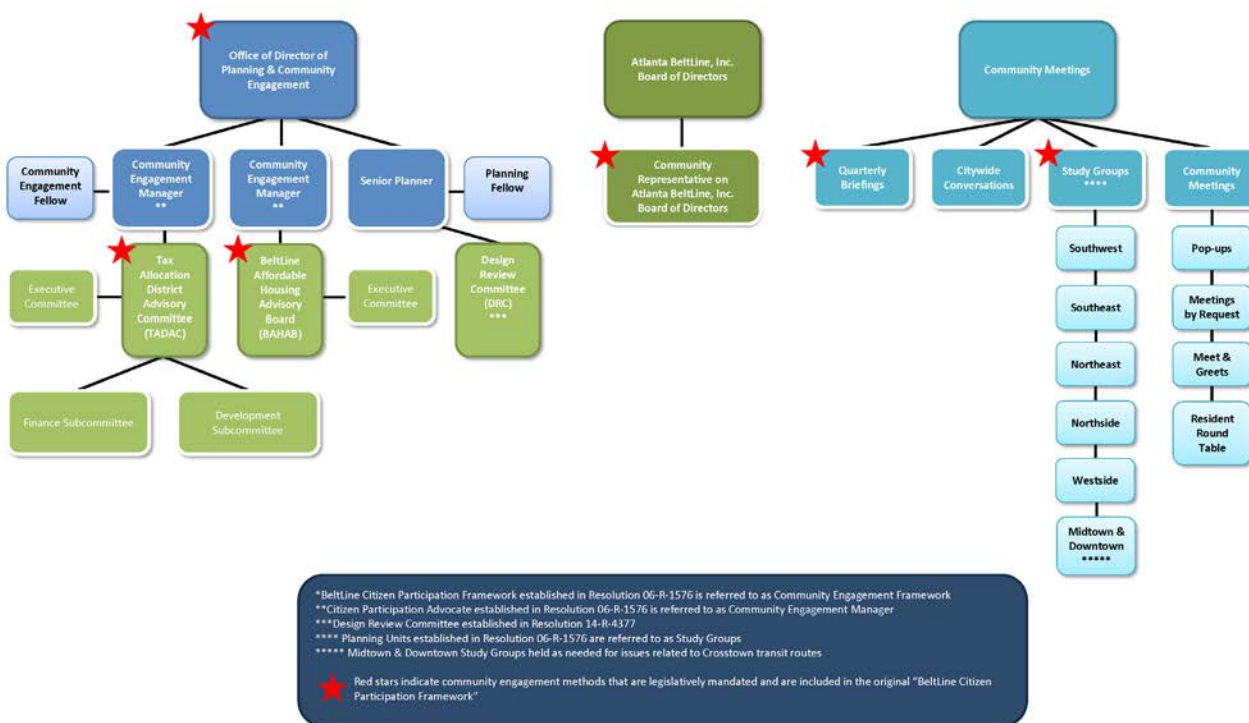 Office of Director of
Planning & Community
Engagement
Atlanta BeltLine, Inc.
Board of Directors
Community Meetings
Community
Engagement
Fellow
Community
Engagement
Manager
**
Community
Engagement
Manager
**
Senior Planner
Planning
Fellow
Community
Representative on
Atlanta BeltLine, Inc.
Board of Directors
Quarterly
Briefings
Citywide
Conversations
Study Groups
****
Community
Meetings
Executive
Committee
Tax
Allocation
District
Advisory
Committee
(TADAC)
BeltLine
Affordable
Housing
Advisory
Board
(BAHAB)
Executive
Committee
Design
Review
Committee
(DRC)
***
Finance Subcommittee
Development
Subcommittee
Southwest
Southeast
Northeast
Northside
Westside
Midtown &
Downtown
*****
Pop-ups
Meetings
by Request
Meet &
Greets
Resident
Round
Table
*BeltLine Citizen Participation Framework established in Resolution 06-R-1576 is referred to as Community Engagement Framework
**Citizen Participation Advocate established in Resolution 06-R-1576 is referred to as Community Engagement Manager
***Design Review Committee established in Resolution 14-R-4377
**** Planning Units established in Resolution 06-R-1576 are referred to as Study Groups
***** Midtown & Downtown Study Groups held as needed for issues related to Crosstown transit routes
Red stars indicate community engagement methods that are legislatively mandated and are included in the original "BeltLine Citizen
Participation Framework"